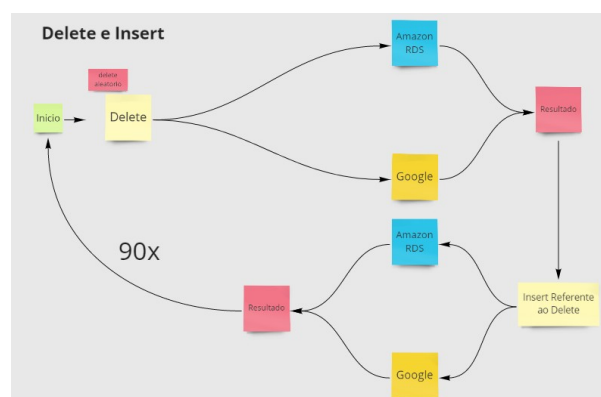 Delete e Insert
delete
aleatorio
Inicio
Delete
Amazon
RDS
Google
Resultado
Insert Referente
ao Delete
Amazon
RDS
Google
Resultado
90x